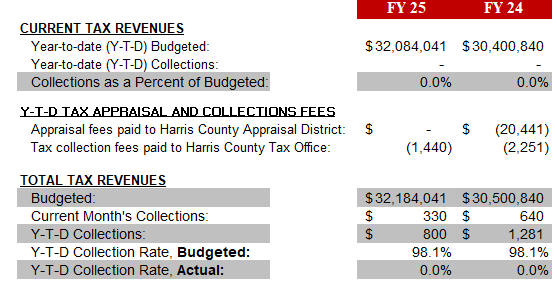 FY 25 FY 24
CURRENT TAX REVENUES
Year-to-date (Y-T-D) Budgeted: $ 32,084,041 $ 30,400,840
Year-to-date (Y-T-D) Collections: - -
Collections as a Percent of Budgeted: 0.0% 0.0%
Y-T-D TAX APPRAISAL AND COLLECTIONS FEES
Appraisal fees paid to Harris County Appraisal District: $ - $ (20,441)
Tax collection fees paid to Harris County Tax Office: (1,440) (2,251)
TOTAL TAX REVENUES
Budgeted: $ 32,184,041 $ 30,500,840
Current Month's Collections: $ 330 $ 640
Y-T-D Collections: $ 800 $ 1,281
Y-T-D Collection Rate, Budgeted: 98.1% 98.1%
Y-T-D Collection Rate, Actual: 0.0% 0.0%